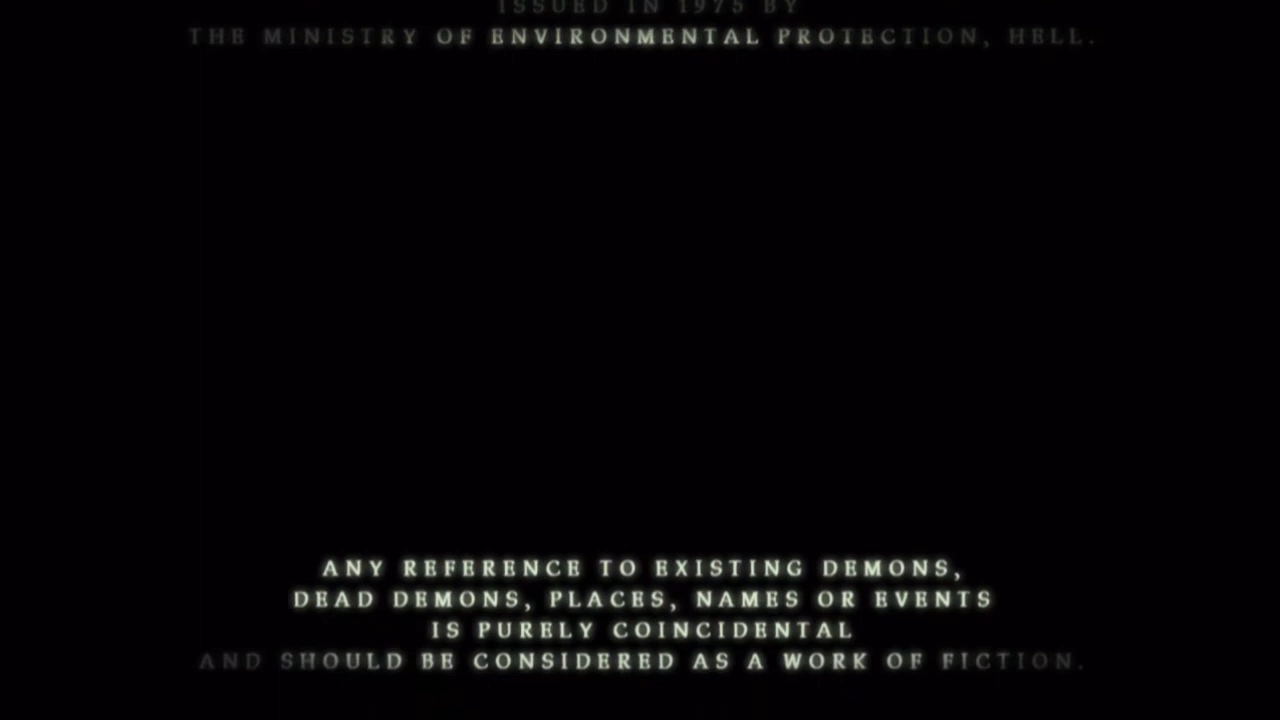 ISSUED IN 1975 BY
THE MINISTRY OF ENVIRONMENTAL PROTECTION, HELL.
ANY REFERENCE TO EXISTING DEMONS,
DEAD DEMONS, PLACES, NAMES OR EVENTS
IS PURELY COINCIDENTAL
AND SHOULD BE CONSIDERED AS A WORK OF FICTION.